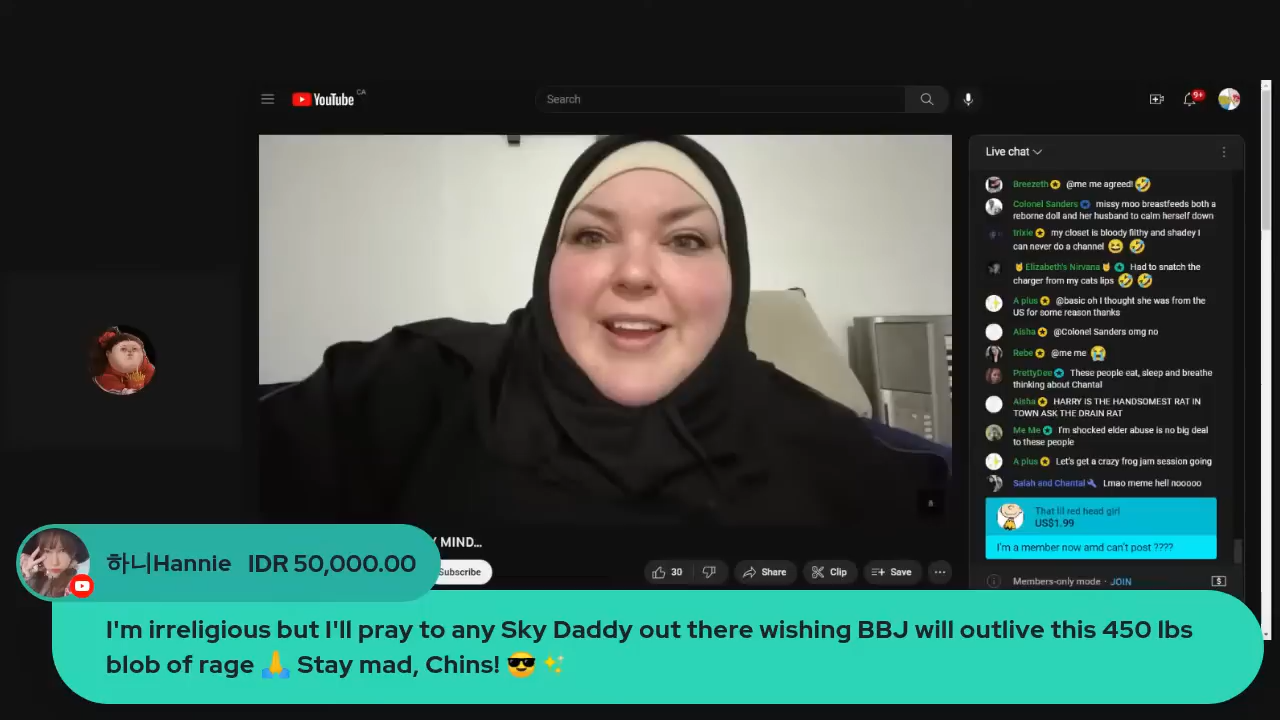 YouTube CA
Search
9+
Live chat
Breezeth @me me agreed! 🤣
Colonel Sanders missy moo breastfeeds both a
reborne doll and her husband to calm herself down
trixie my closet is bloody filthy and shadey I
can never do a channel 😆 🤣
🤘Elizabeth's Nirvana🤘 Had to snatch the
charger from my cats lips 🤣 🤣
A plus @basic oh I thought she was from the
US for some reason thanks
Aisha @Colonel Sanders omg no
Rebe @me me 😭
PrettyDee These people eat, sleep and breathe
thinking about Chantal
Aisha HARRY IS THE HANDSOMEST RAT IN
TOWN ASK THE DRAIN RAT
Me Me I'm shocked elder abuse is no big deal
to these people
A plus Let's get a crazy frog jam session going
Salah and Chantal Lmao meme hell nooooo
That lil red head girl
US$1.99
I'm a member now amd can't post ????
Members-only mode · JOIN
MIND...
Subscribe
30 Share Clip Save
하니Hannie IDR 50,000.00
I'm irreligious but I'll pray to any Sky Daddy out there wishing BBJ will outlive this 450 lbs
blob of rage 🙏 Stay mad, Chins! 😎 ✨